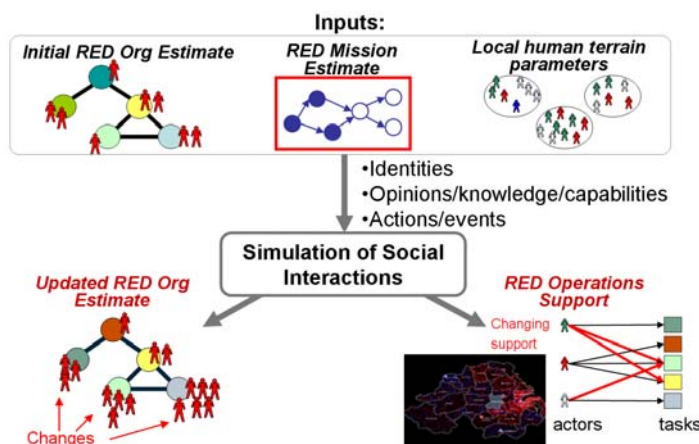 Inputs:
Initial RED Org Estimate
RED Mission
Estimate
Local human terrain
parameters
•Identities
•Opinions/knowledge/capabilities
•Actions/events
Simulation of Social
Interactions
Updated RED Org
Estimate
Changes
RED Operations
Support
Changing
support
actors
tasks